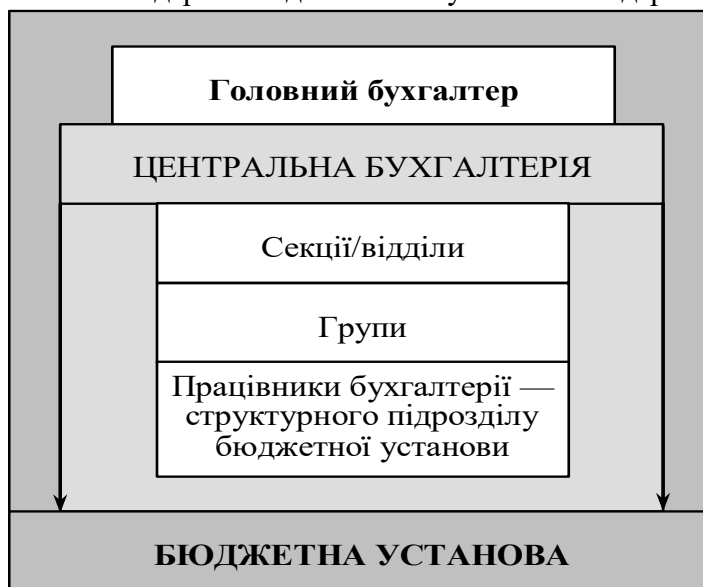 Головний бухгалтер
ЦЕНТРАЛЬНА БУХГАЛТЕРІЯ
Секції/відділи
Групи
Працівники бухгалтерії —
структурного підрозділу
бюджетної установи
БЮДЖЕТНА УСТАНОВА